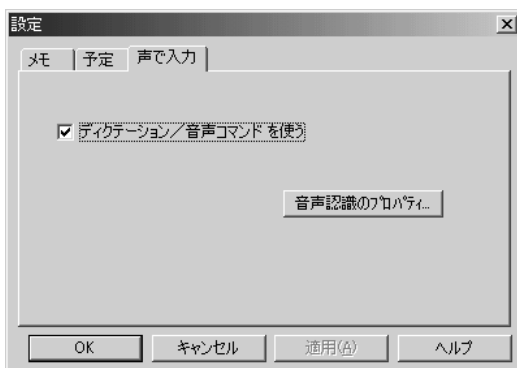 設定
メモ 予定 声で入力
ディクテーション／音声コマンド を使う
音声認識のﾌﾟﾛﾊﾟﾃｨ...
OK キャンセル 適用(A) ヘルプ